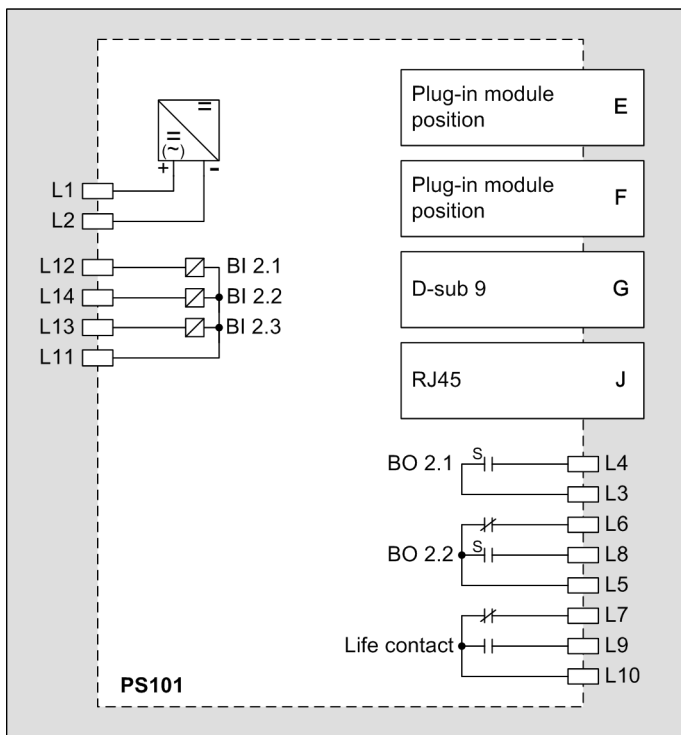 =
=
(~)
+ -
L1
L2
L12 BI 2.1
L14 BI 2.2
L13 BI 2.3
L11
Plug-in module
position E
Plug-in module
position F
D-sub 9 G
RJ45 J
BO 2.1 S L4
L3
L6
BO 2.2 S L8
L5
L7
Life contact L9
L10
PS101